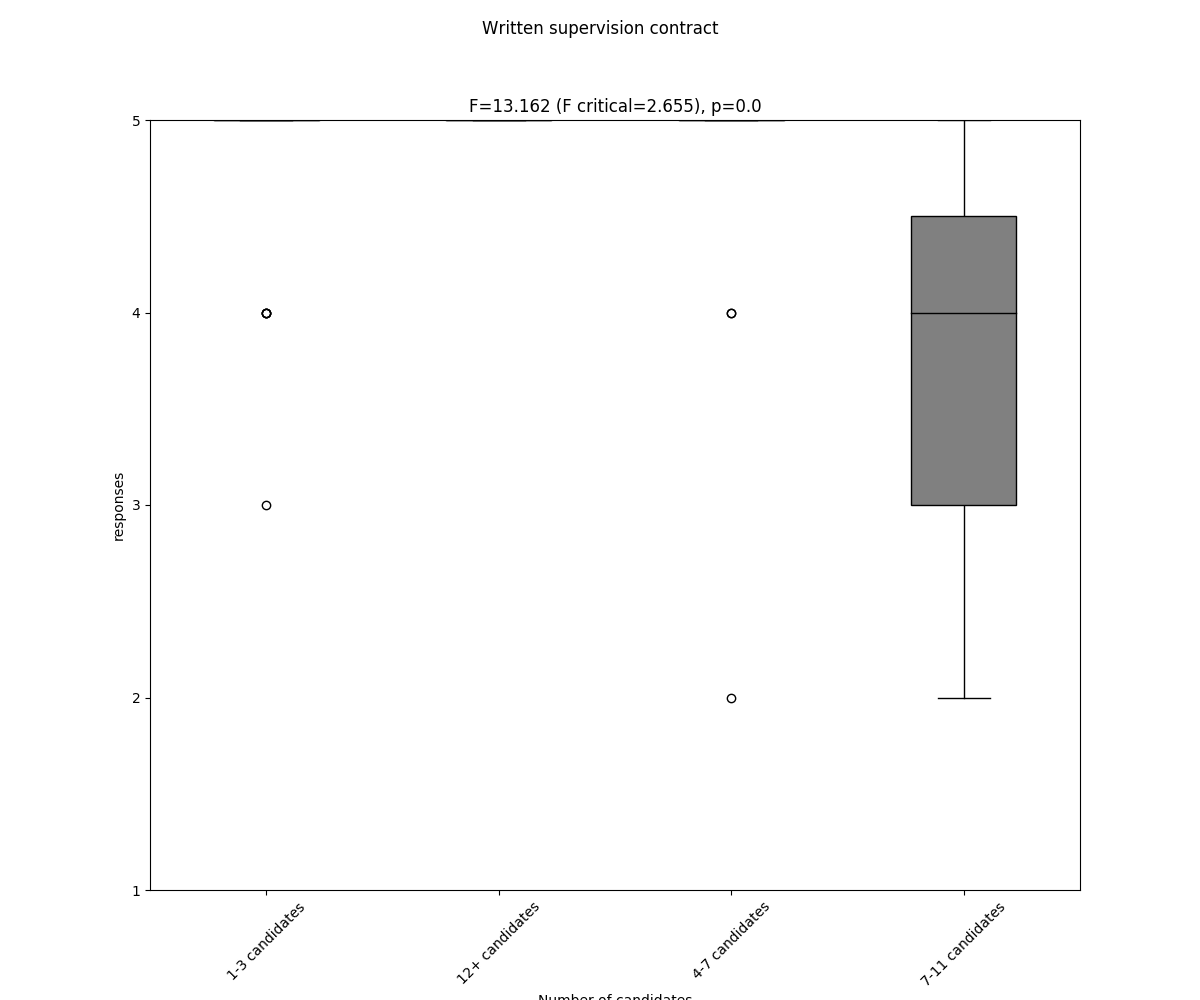 Written supervision contract
F=13.162 (F critical=2.655), p=0.0
5
4
3
2
1
responses
1-3 candidates
12+ candidates
4-7 candidates
7-11 candidates
Number of candidates